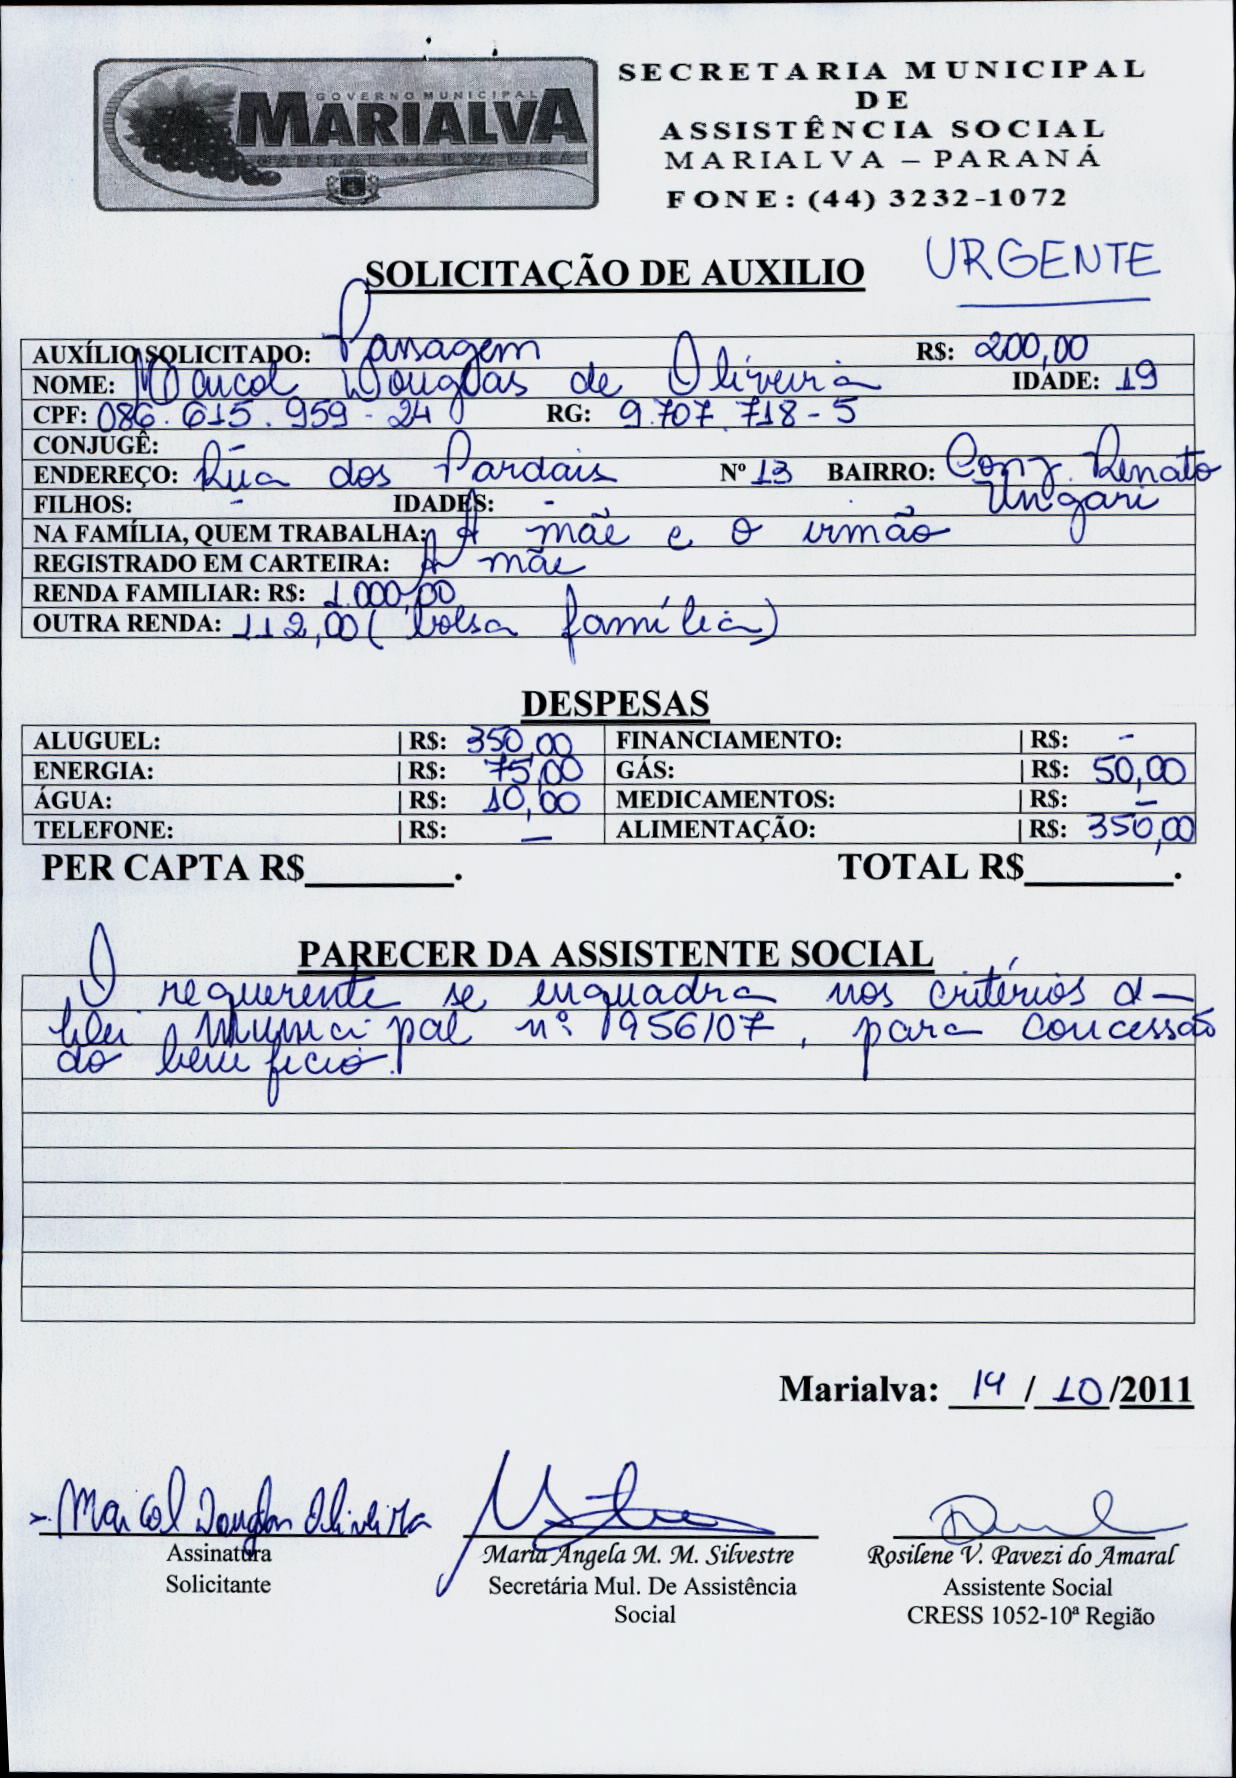 GOVERNO MUNICIPAL
MARIALVA
CAPITAL DA UVA FINA
SECRETARIA MUNICIPAL
DE
ASSISTÊNCIA SOCIAL
MARIALVA – PARANÁ
FONE: (44) 3232-1072
SOLICITAÇÃO DE AUXILIO URGENTE
AUXÍLIO SOLICITADO: Passagem R$: 200,00
NOME: Maicol Douglas de Oliveira IDADE: 19
CPF: 086.615.959-24 RG: 9.707.718-5
CONJUGÊ:
ENDEREÇO: Rua dos Pardais Nº 13 BAIRRO: Conj. Renato
Ungari
FILHOS: - IDADES: -
NA FAMÍLIA, QUEM TRABALHA: A mãe e o irmão
REGISTRADO EM CARTEIRA: A mãe
RENDA FAMILIAR: R$: 1.000,00
OUTRA RENDA: 112,00 (bolsa família)
DESPESAS
ALUGUEL: | R$: 350,00 FINANCIAMENTO: | R$: -
ENERGIA: | R$: 75,00 GÁS: | R$: 50,00
ÁGUA: | R$: 10,00 MEDICAMENTOS: | R$: -
TELEFONE: | R$: - ALIMENTAÇÃO: | R$: 350,00
PER CAPTA R$________. TOTAL R$________.
PARECER DA ASSISTENTE SOCIAL
O requerente se enquadra nos critérios da
Lei Municipal nº 1956/07, para concessão
do benefício.
Marialva: 14/10/2011
Maicol Douglas Oliveira
Assinatura
Solicitante
Maria Angela M. M. Silvestre
Secretária Mul. De Assistência
Social
Rosilene V. Pavezi do Amaral
Assistente Social
CRESS 1052-10ª Região